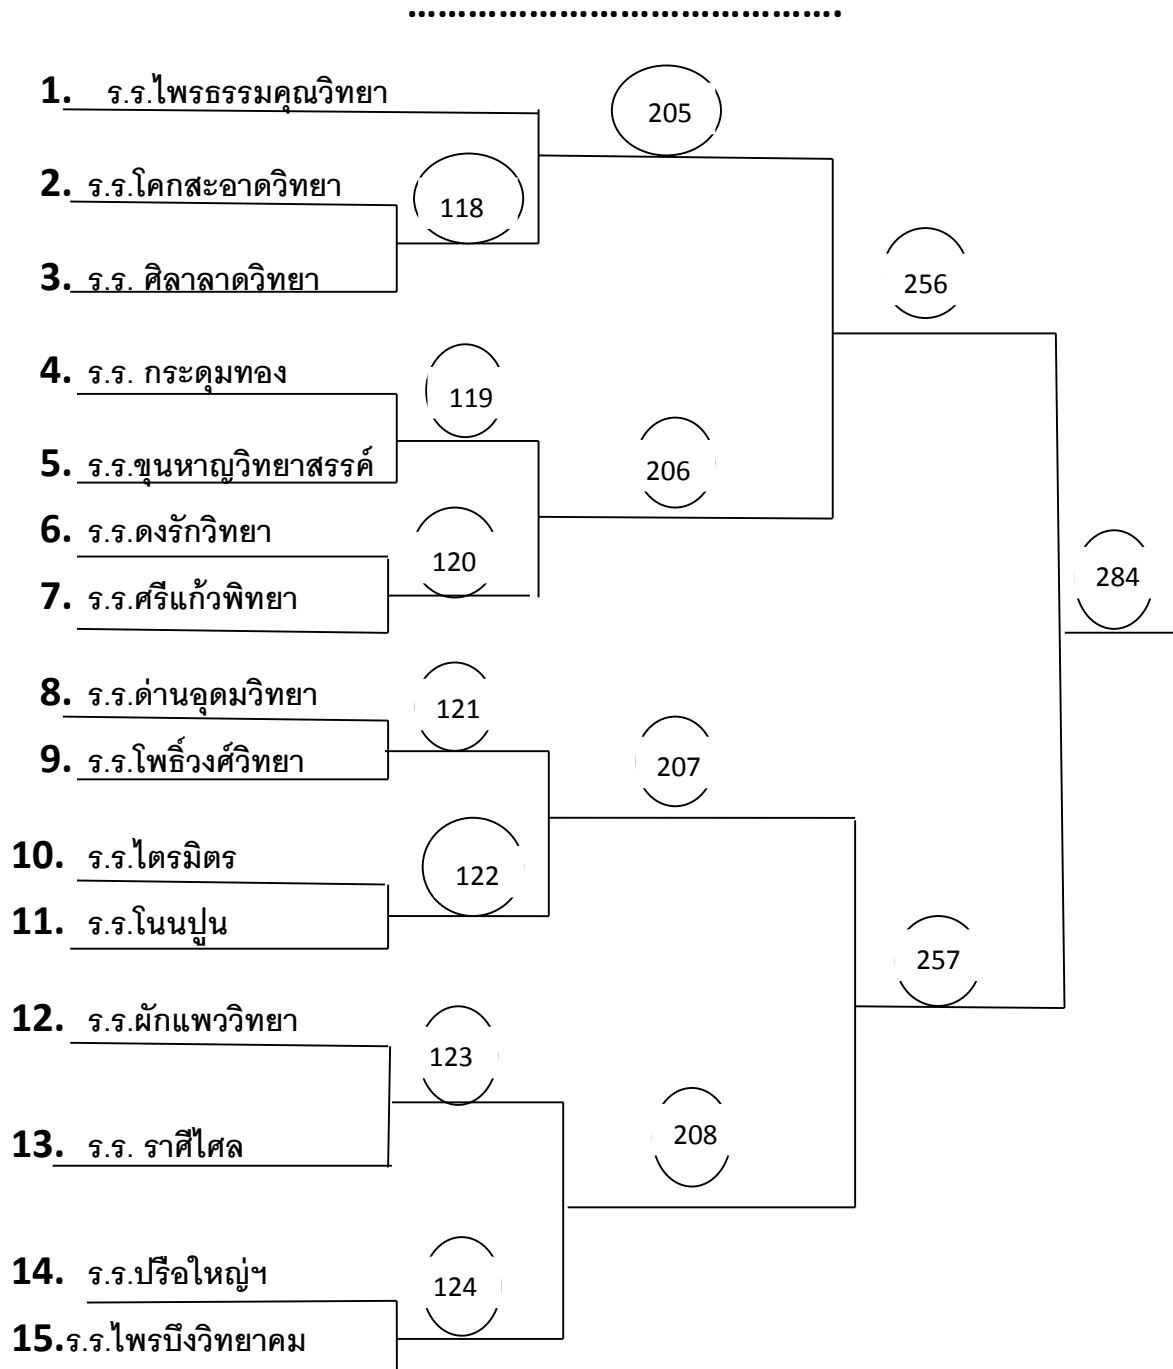 ...........................................
1. ร.ร.ไพรธรรมคุณวิทยา
205
2. ร.ร.โคกสะอาดวิทยา
118
3. ร.ร. ศิลาลาดวิทยา
256
4. ร.ร. กระดุมทอง
119
5. ร.ร.ขุนหาญวิทยาสรรค์
206
6. ร.ร.ดงรักวิทยา
120
7. ร.ร.ศรีแก้วพิทยา
284
8. ร.ร.ด่านอุดมวิทยา
121
9. ร.ร.โพธิ์วงศ์วิทยา
207
10. ร.ร.ไตรมิตร
122
11. ร.ร.โนนปูน
257
12. ร.ร.ผักแพววิทยา
123
13. ร.ร. ราศีไศล
208
14. ร.ร.ปรือใหญ่ฯ
124
15.ร.ร.ไพรบึงวิทยาคม